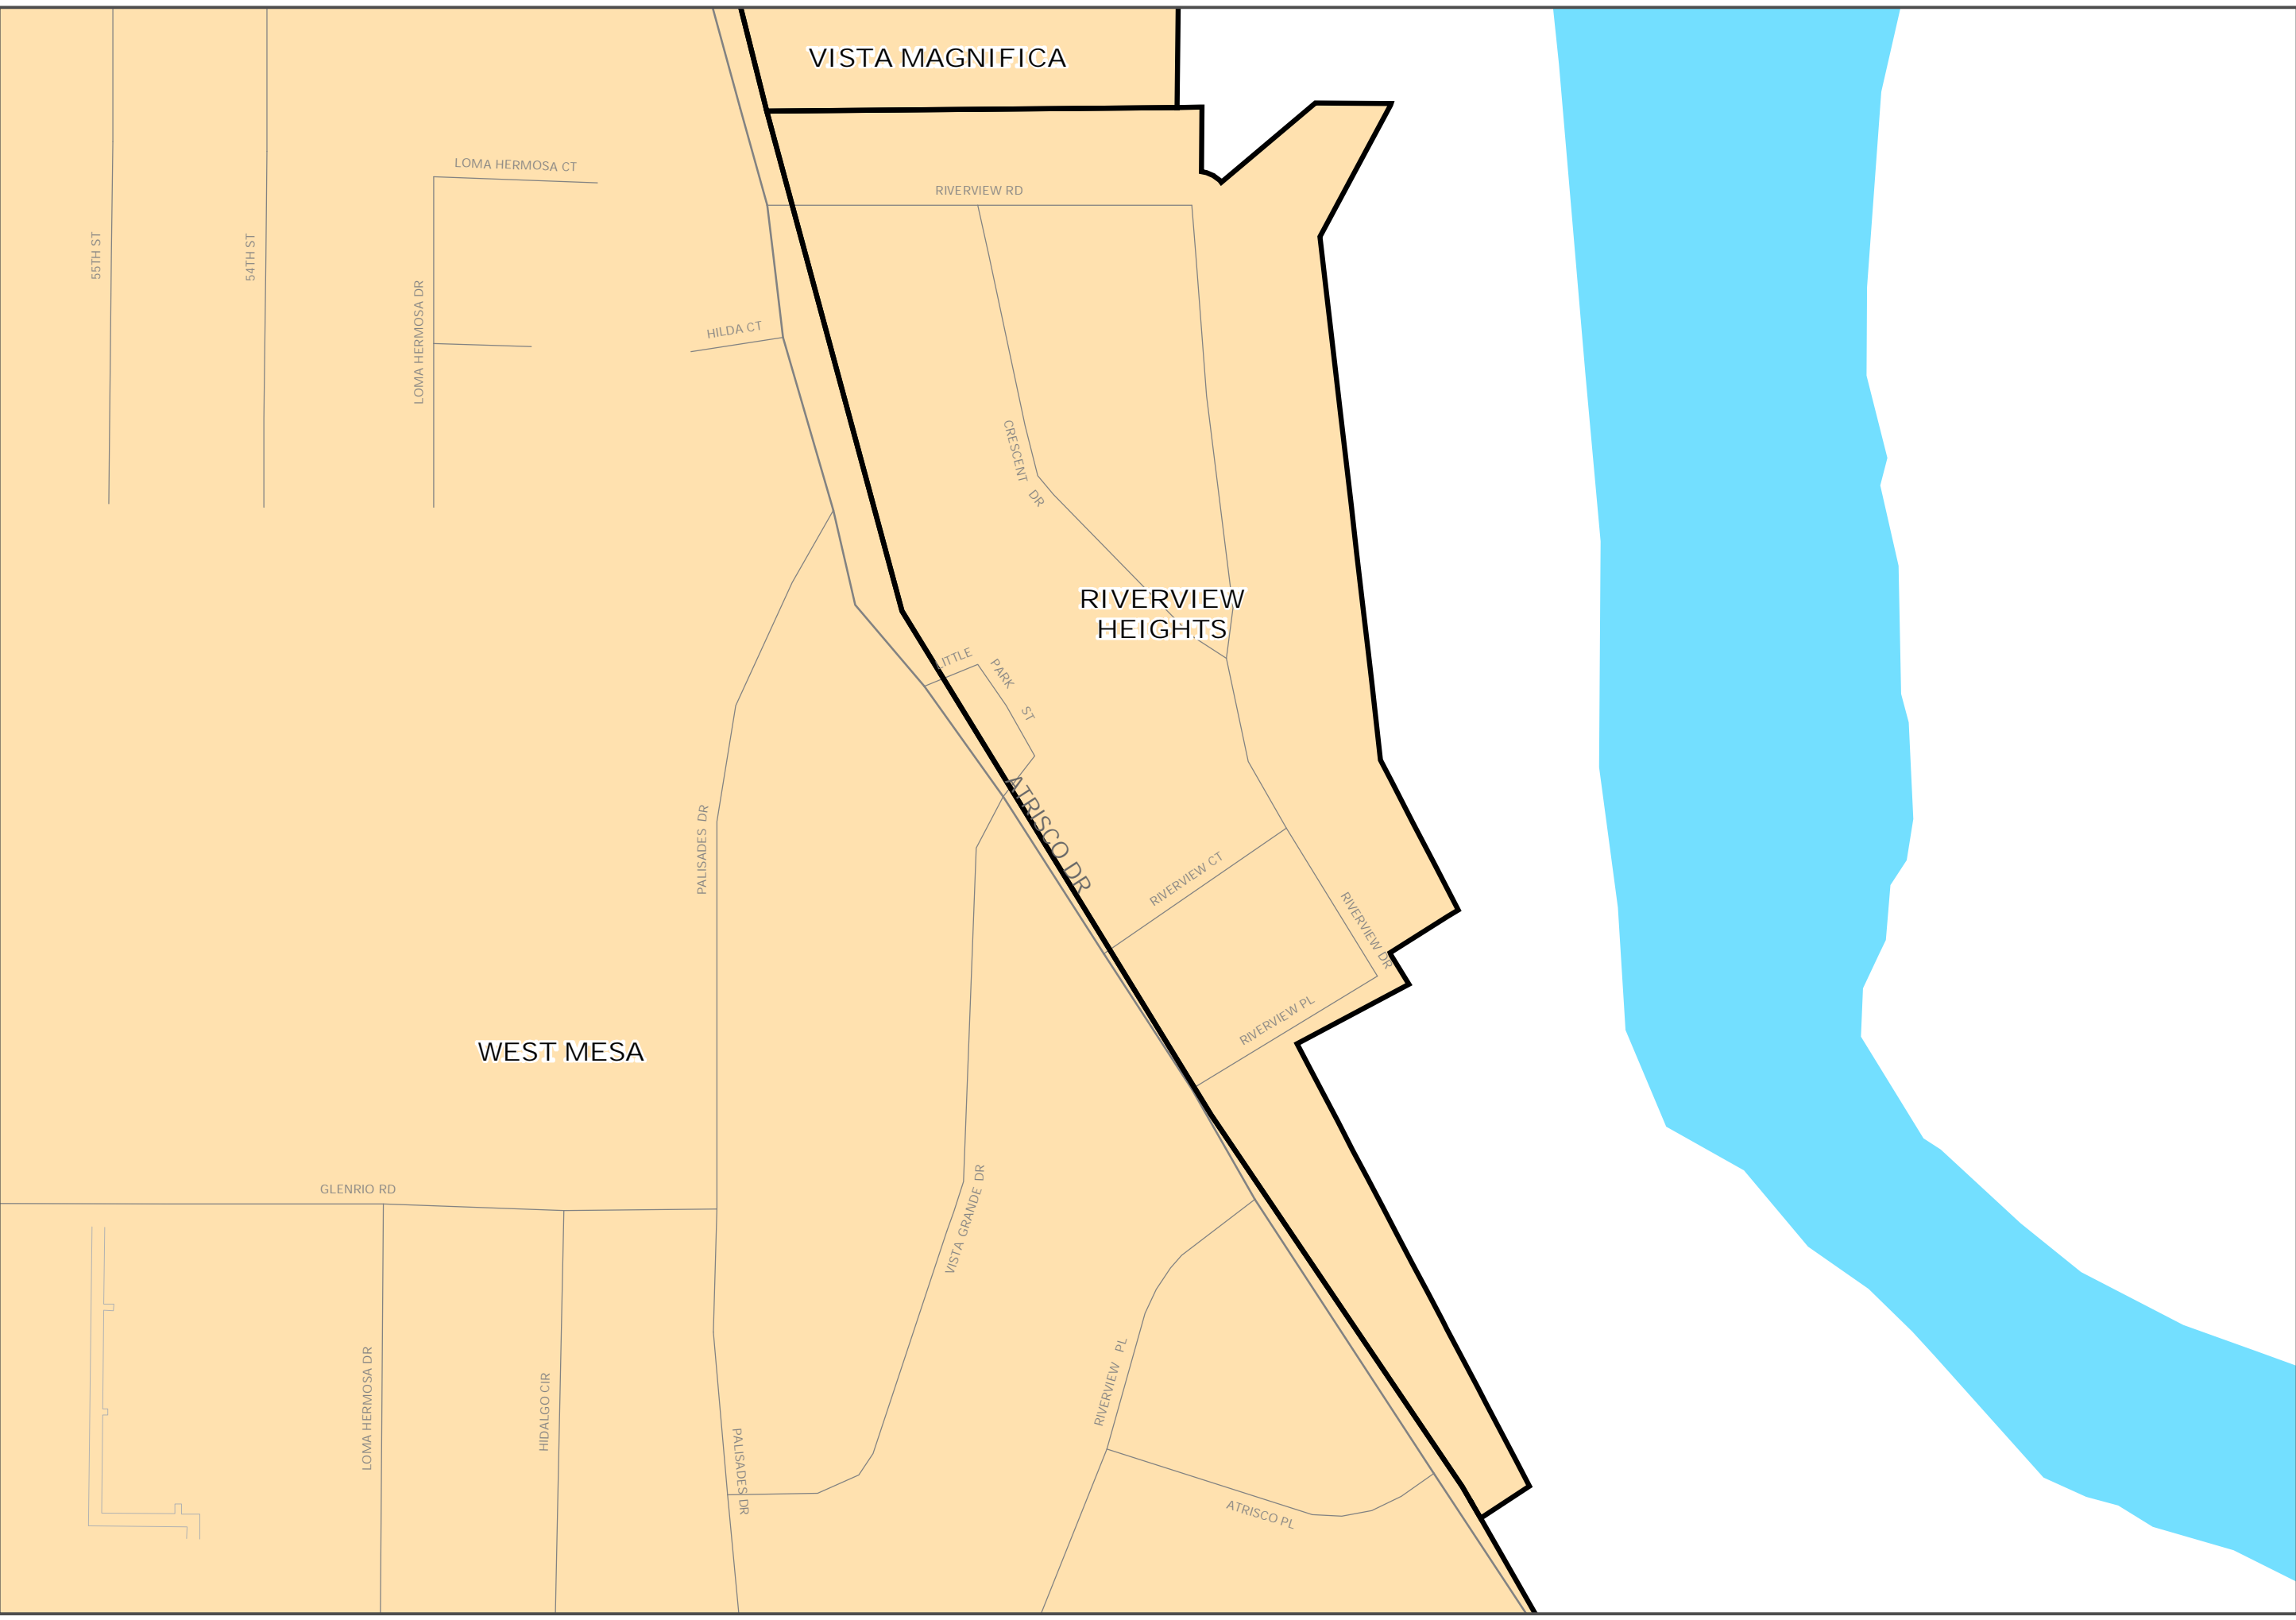 VISTA MAGNIFICA
LOMA HERMOSA CT
RIVERVIEW RD
55TH ST
54TH ST
LOMA HERMOSA DR
HILDA CT
CRESCENT DR
RIVERVIEW
HEIGHTS
LITTLE PARK ST
ATRISCO DR
PALISADES DR
RIVERVIEW CT
RIVERVIEW DR
RIVERVIEW PL
WEST MESA
GLENRIO RD
VISTA GRANDE DR
LOMA HERMOSA DR
HIDALGO CIR
PALISADES DR
RIVERVIEW PL
ATRISCO PL